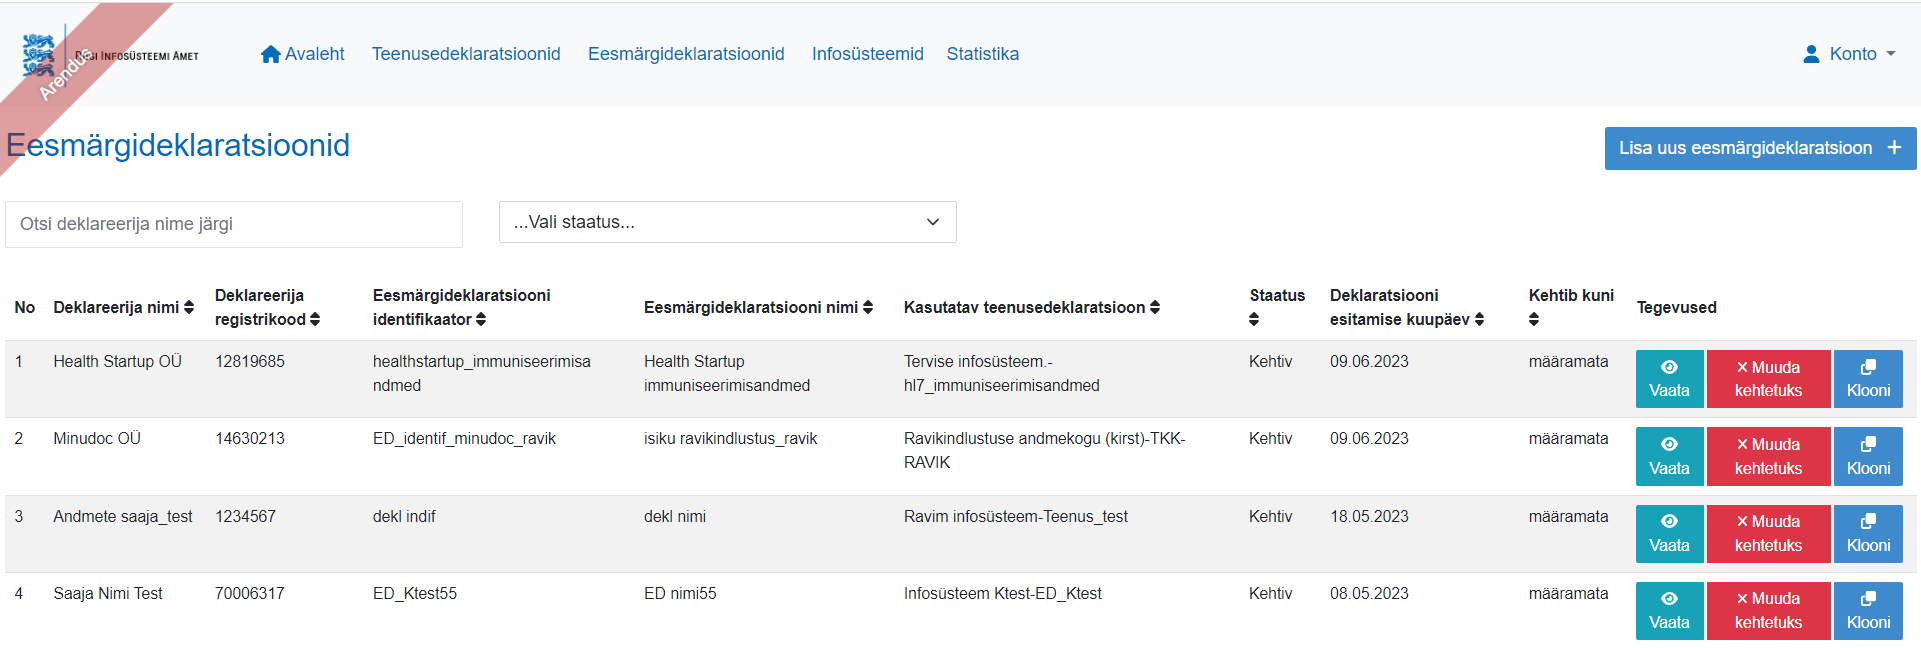 Arendus
Riigi Infosüsteemi Amet
Avaleht
Teenusedeklaratsioonid
Eesmärgideklaratsioonid
Infosüsteemid
Statistika
Konto
Eesmärgideklaratsioonid
Lisa uus eesmärgideklaratsioon +
Otsi deklareerija nime järgi
...Vali staatus...
No
Deklareerija nimi
Deklareerija
registrikood
Eesmärgideklaratsiooni
identifikaator
Eesmärgideklaratsiooni nimi
Kasutatav teenusedeklaratsioon
Staatus
Deklaratsiooni
esitamise kuupäev
Kehtib kuni
Tegevused
1
Health Startup OÜ
12819685
healthstartup_immuniseerimisa
ndmed
Health Startup
immuniseerimisandmed
Tervise infosüsteem.-
hl7_immuniseerimisandmed
Kehtiv
09.06.2023
määramata
Vaata
× Muuda
kehtetuks
Klooni
2
Minudoc OÜ
14630213
ED_identif_minudoc_ravik
isiku ravikindlustus_ravik
Ravikindlustuse andmekogu (kirst)-TKK-
RAVIK
Kehtiv
09.06.2023
määramata
Vaata
× Muuda
kehtetuks
Klooni
3
Andmete saaja_test
1234567
dekl indif
dekl nimi
Ravim infosüsteem-Teenus_test
Kehtiv
18.05.2023
määramata
Vaata
× Muuda
kehtetuks
Klooni
4
Saaja Nimi Test
70006317
ED_Ktest55
ED nimi55
Infosüsteem Ktest-ED_Ktest
Kehtiv
08.05.2023
määramata
Vaata
× Muuda
kehtetuks
Klooni